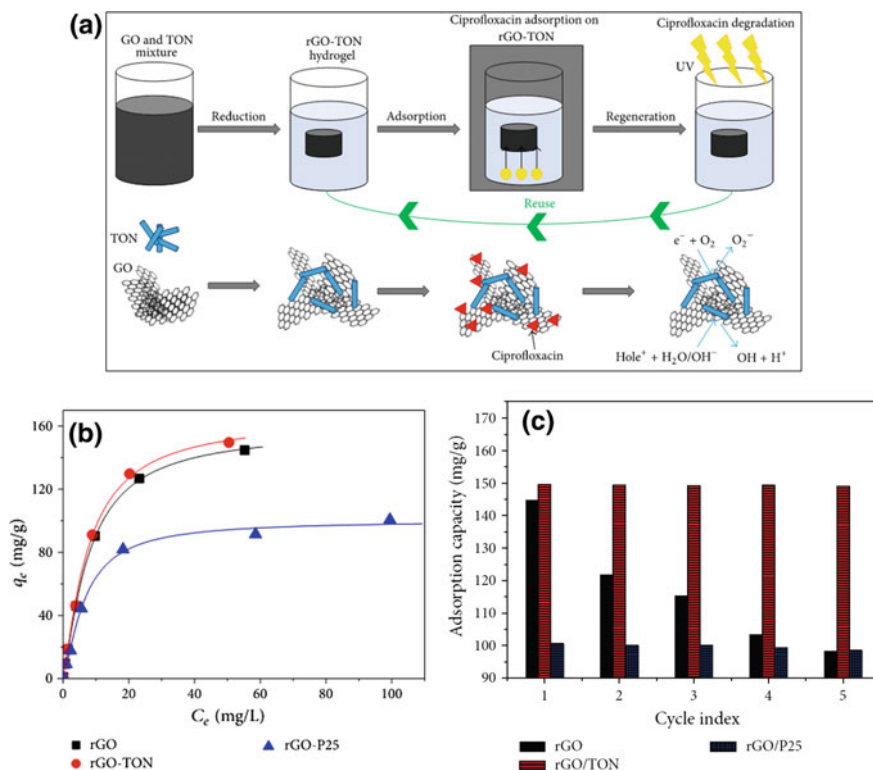 (a)
GO and TON
mixture
rGO-TON
hydrogel
Ciprofloxacin adsorption on
rGO-TON
Ciprofloxacin degradation
UV
Reduction
Adsorption
Regeneration
Reuse
TON
GO
e⁻ + O₂
O₂⁻
Ciprofloxacin
Hole⁺ + H₂O/OH⁻
OH + H⁺
(b)
160
120
80
40
0
qₑ (mg/g)
0 20 40 60 80 100
Cₑ (mg/L)
rGO
rGO-TON
rGO-P25
(c)
170
160
150
140
130
120
110
100
90
Adsorption capacity (mg/g)
1 2 3 4 5
Cycle index
rGO
rGO/TON
rGO/P25